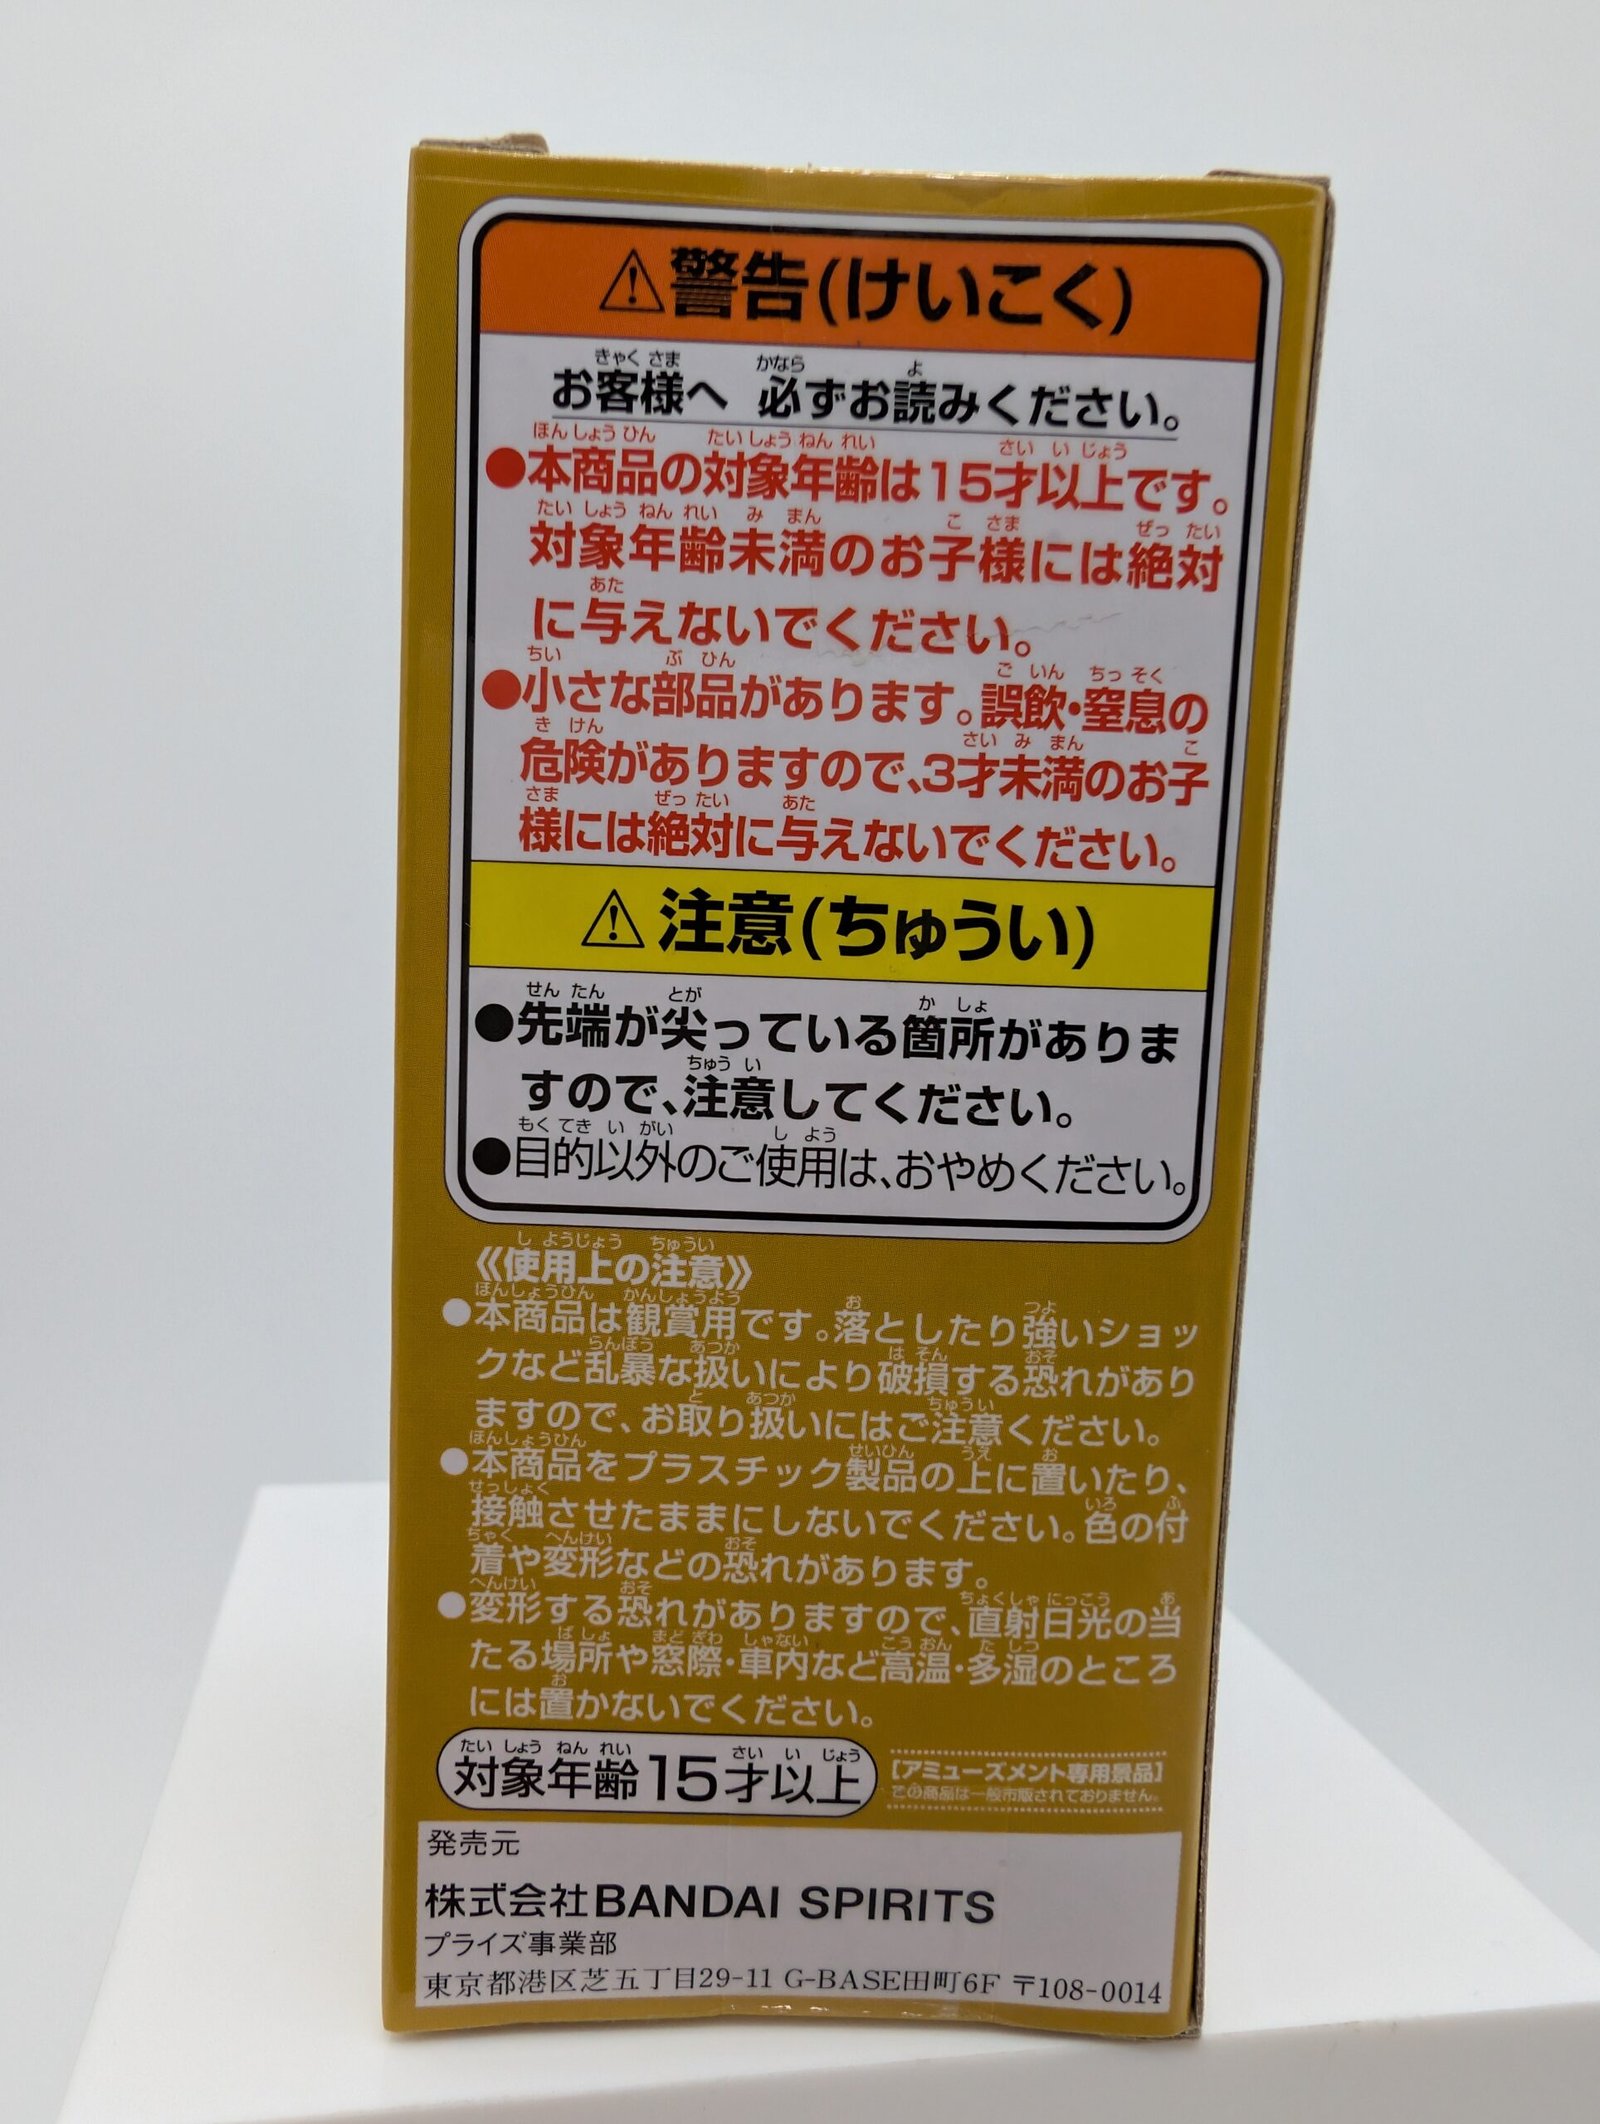 ⚠警告(けいこく)
お客様へ 必ずお読みください。
●本商品の対象年齢は15才以上です。
対象年齢未満のお子様には絶対
に与えないでください。
●小さな部品があります。誤飲・窒息の
危険がありますので、3才未満のお子
様には絶対に与えないでください。
⚠注意(ちゅうい)
●先端が尖っている箇所がありま
すので、注意してください。
●目的以外のご使用は、おやめください。
《使用上の注意》
●本商品は観賞用です。落としたり強いショッ
クなど乱暴な扱いにより破損する恐れがあり
ますので、お取り扱いにはご注意ください。
●本商品をプラスチック製品の上に置いたり、
接触させたままにしないでください。色の付
着や変形などの恐れがあります。
●変形する恐れがありますので、直射日光の当
たる場所や窓際・車内など高温・多湿のところ
には置かないでください。
対象年齢15才以上
[アミューズメント専用景品]
この商品は一般市販されておりません。
発売元
株式会社BANDAI SPIRITS
プライズ事業部
東京都港区芝五丁目29-11 G-BASE田町6F 〒108-0014